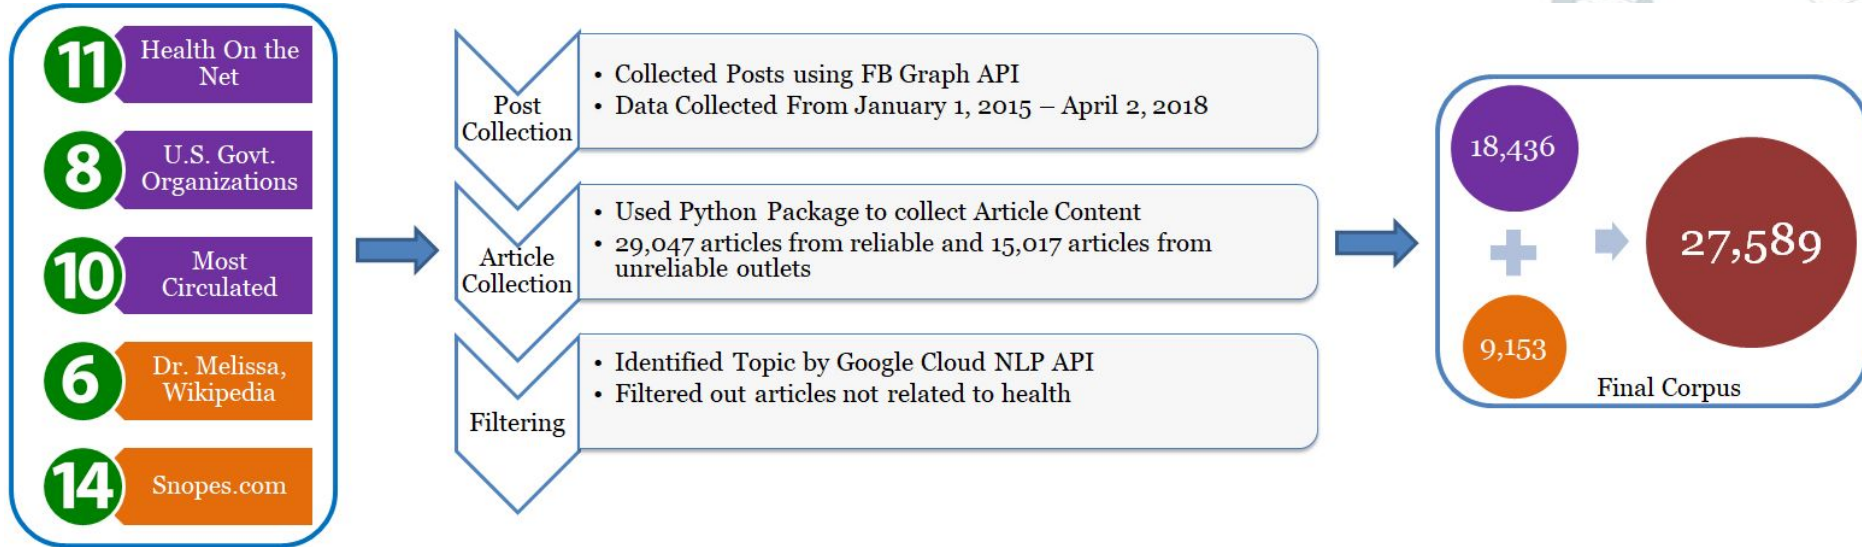 11
Health On the
Net
8
U.S. Govt.
Organizations
10
Most
Circulated
6
Dr. Melissa,
Wikipedia
14
Snopes.com
Post
Collection
• Collected Posts using FB Graph API
• Data Collected From January 1, 2015 – April 2, 2018
Article
Collection
• Used Python Package to collect Article Content
• 29,047 articles from reliable and 15,017 articles from
unreliable outlets
Filtering
• Identified Topic by Google Cloud NLP API
• Filtered out articles not related to health
18,436
+
9,153
27,589
Final Corpus